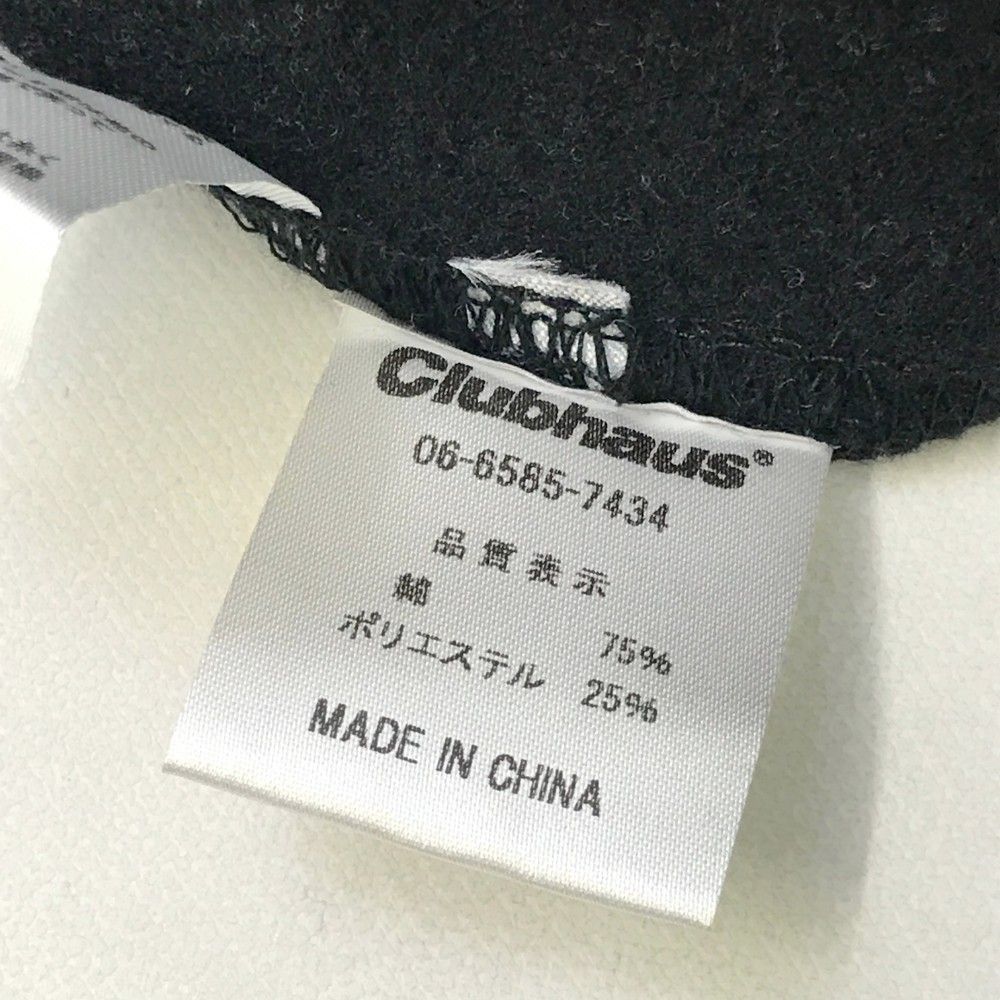 Clubhaus®
06-6585-7434
品質表示
綿 75%
ポリエステル 25%
MADE IN CHINA